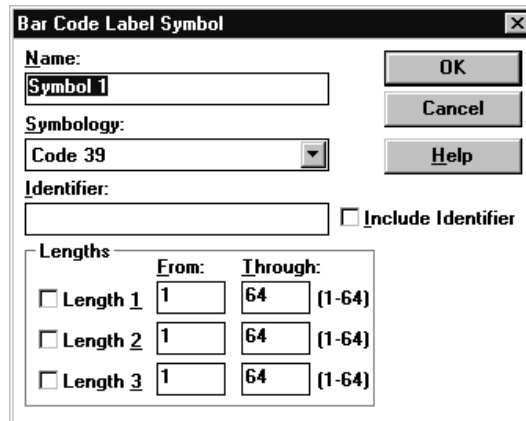 Bar Code Label Symbol
Name:
Symbol 1
OK
Cancel
Symbology:
Code 39
Help
Identifier:
Include Identifier
Lengths
From: Through:
Length 1 1 64 (1-64)
Length 2 1 64 (1-64)
Length 3 1 64 (1-64)